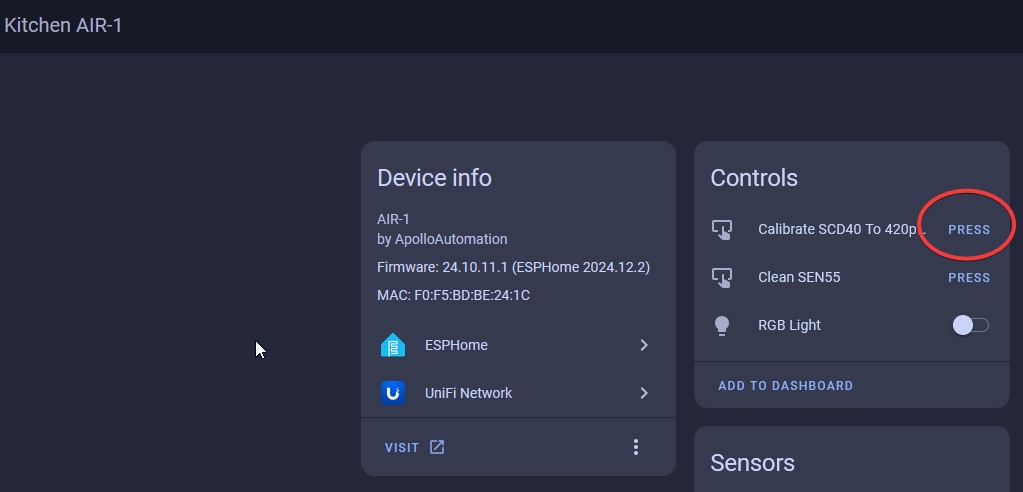 Kitchen AIR-1
Device info
AIR-1
by ApolloAutomation
Firmware: 24.10.11.1 (ESPHome 2024.12.2)
MAC: F0:F5:BD:BE:24:1C
ESPHome
UniFi Network
VISIT
Controls
Calibrate SCD40 To 420p... PRESS
Clean SEN55 PRESS
RGB Light
ADD TO DASHBOARD
Sensors